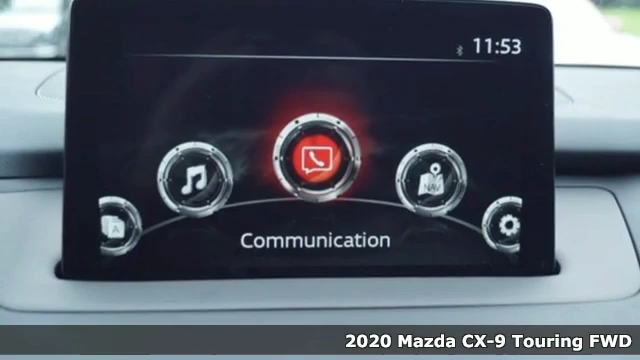 11:53
NAV
A
Communication
2020 Mazda CX-9 Touring FWD